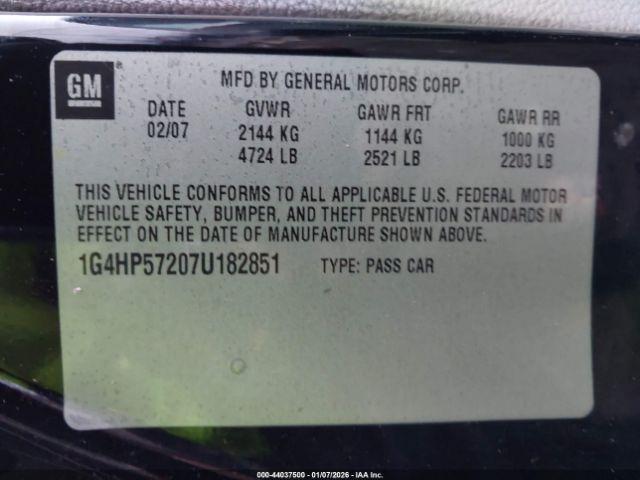 GM
MFD BY GENERAL MOTORS CORP.
DATE GVWR GAWR FRT GAWR RR
02/07 2144 KG 1144 KG 1000 KG
4724 LB 2521 LB 2203 LB
THIS VEHICLE CONFORMS TO ALL APPLICABLE U.S. FEDERAL MOTOR
VEHICLE SAFETY, BUMPER, AND THEFT PREVENTION STANDARDS IN
EFFECT ON THE DATE OF MANUFACTURE SHOWN ABOVE.
1G4HP57207U182851 TYPE: PASS CAR
000-44037500 - 01/07/2026 - IAA Inc